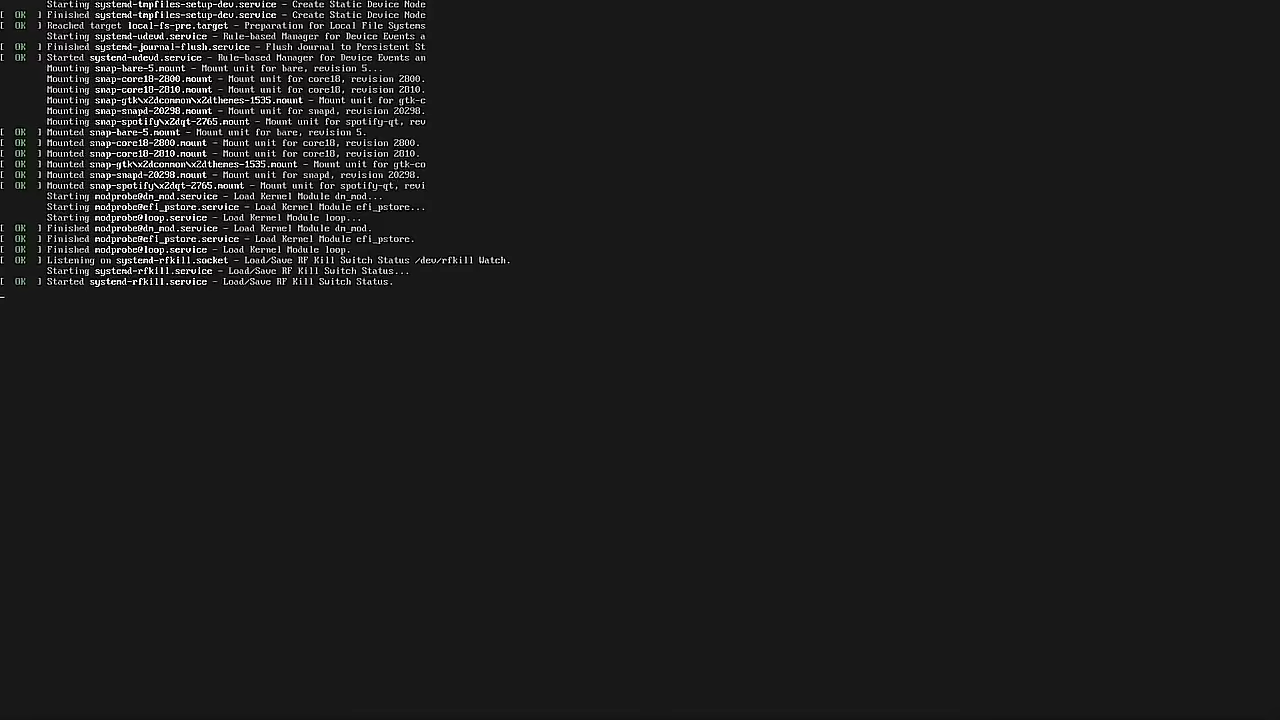 Starting systemd-tmpfiles-setup-dev.service - Create Static Device Node
[  OK  ] Finished systemd-tmpfiles-setup-dev.service - Create Static Device Node
[  OK  ] Reached target local-fs-pre.target - Preparation for Local File Systems
Starting systemd-udevd.service - Rule-based Manager for Device Events a
[  OK  ] Finished systemd-journal-flush.service - Flush Journal to Persistent St
[  OK  ] Started systemd-udevd.service - Rule-based Manager for Device Events an
Mounting snap-bare-5.mount - Mount unit for bare, revision 5...
Mounting snap-core18-2800.mount - Mount unit for core18, revision 2800.
Mounting snap-core18-2810.mount - Mount unit for core18, revision 2810.
Mounting snap-gtk\x2dcommon\x2dthemes-1535.mount - Mount unit for gtk-c
Mounting snap-snapd-20298.mount - Mount unit for snapd, revision 20298.
Mounting snap-spotify\x2dqt-2765.mount - Mount unit for spotify-qt, rev
[  OK  ] Mounted snap-bare-5.mount - Mount unit for bare, revision 5.
[  OK  ] Mounted snap-core18-2800.mount - Mount unit for core18, revision 2800.
[  OK  ] Mounted snap-core18-2810.mount - Mount unit for core18, revision 2810.
[  OK  ] Mounted snap-gtk\x2dcommon\x2dthemes-1535.mount - Mount unit for gtk-co
[  OK  ] Mounted snap-snapd-20298.mount - Mount unit for snapd, revision 20298.
[  OK  ] Mounted snap-spotify\x2dqt-2765.mount - Mount unit for spotify-qt, revi
Starting modprobe@dm_mod.service - Load Kernel Module dm_mod...
Starting modprobe@efi_pstore.service - Load Kernel Module efi_pstore...
Starting modprobe@loop.service - Load Kernel Module loop...
[  OK  ] Finished modprobe@dm_mod.service - Load Kernel Module dm_mod.
[  OK  ] Finished modprobe@efi_pstore.service - Load Kernel Module efi_pstore.
[  OK  ] Finished modprobe@loop.service - Load Kernel Module loop.
[  OK  ] Listening on systemd-rfkill.socket - Load/Save RF Kill Switch Status /dev/rfkill Watch.
Starting systemd-rfkill.service - Load/Save RF Kill Switch Status...
[  OK  ] Started systemd-rfkill.service - Load/Save RF Kill Switch Status.